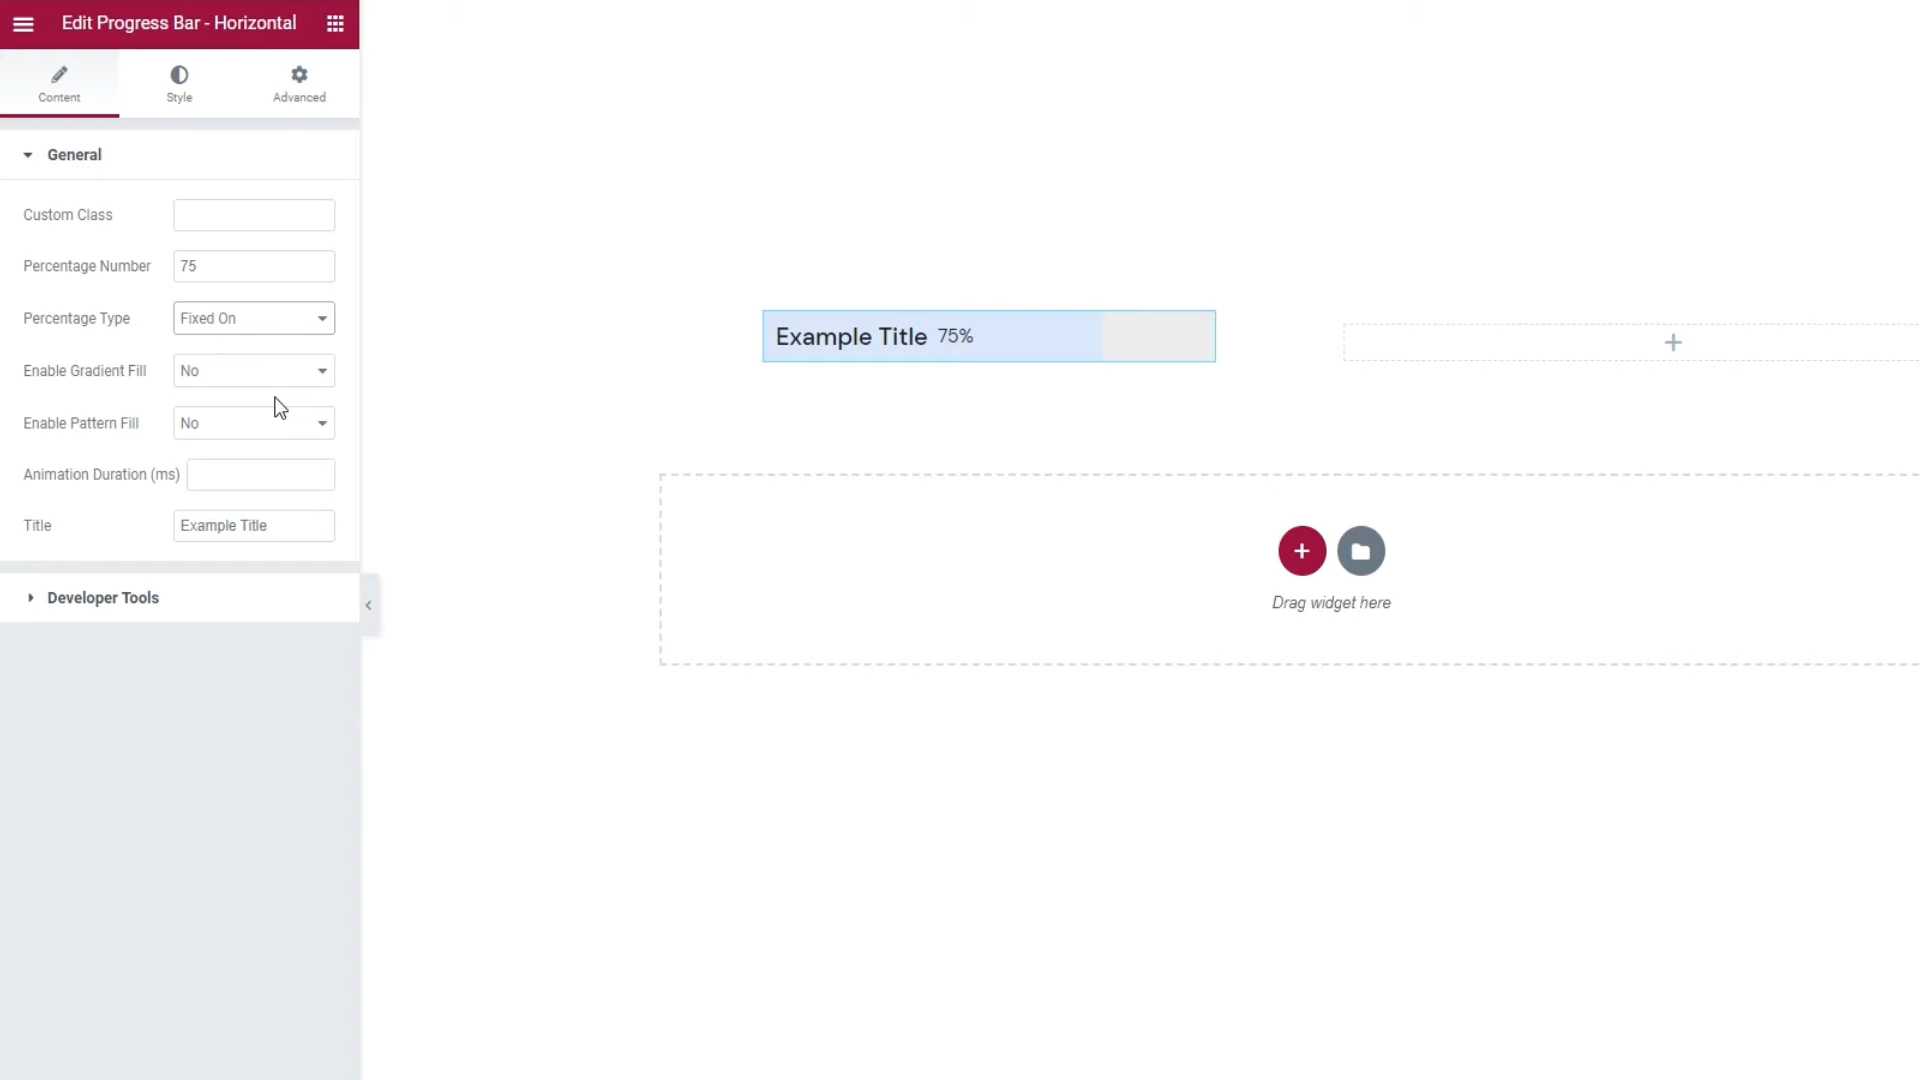 Edit Progress Bar - Horizontal
Content
Style
Advanced
General
Custom Class
Percentage Number
75
Percentage Type
Fixed On
Enable Gradient Fill
No
Enable Pattern Fill
No
Animation Duration (ms)
Title
Example Title
Developer Tools
Example Title 75%
Drag widget here